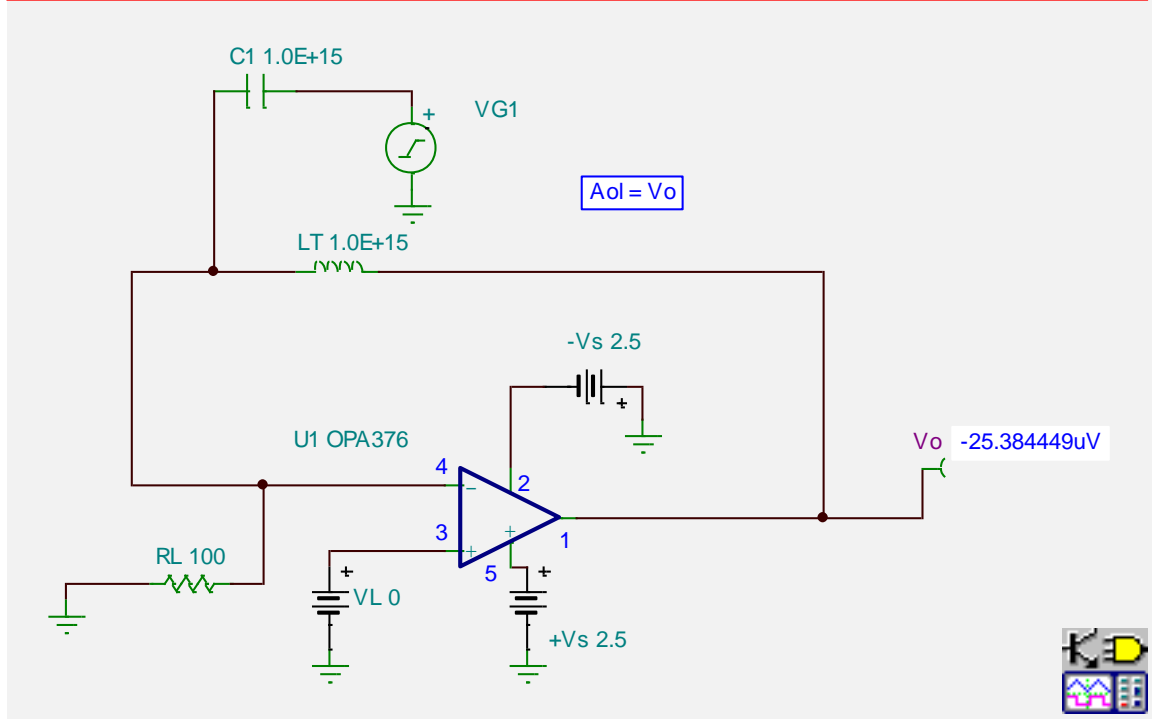 C1 1.0E+15
+
VG1
Aol = Vo
LT 1.0E+15
-Vs 2.5
+
U1 OPA376
Vo -25.384449uV
4
2
-
3
+
+
1
5
RL 100
+
+
VL 0
+Vs 2.5